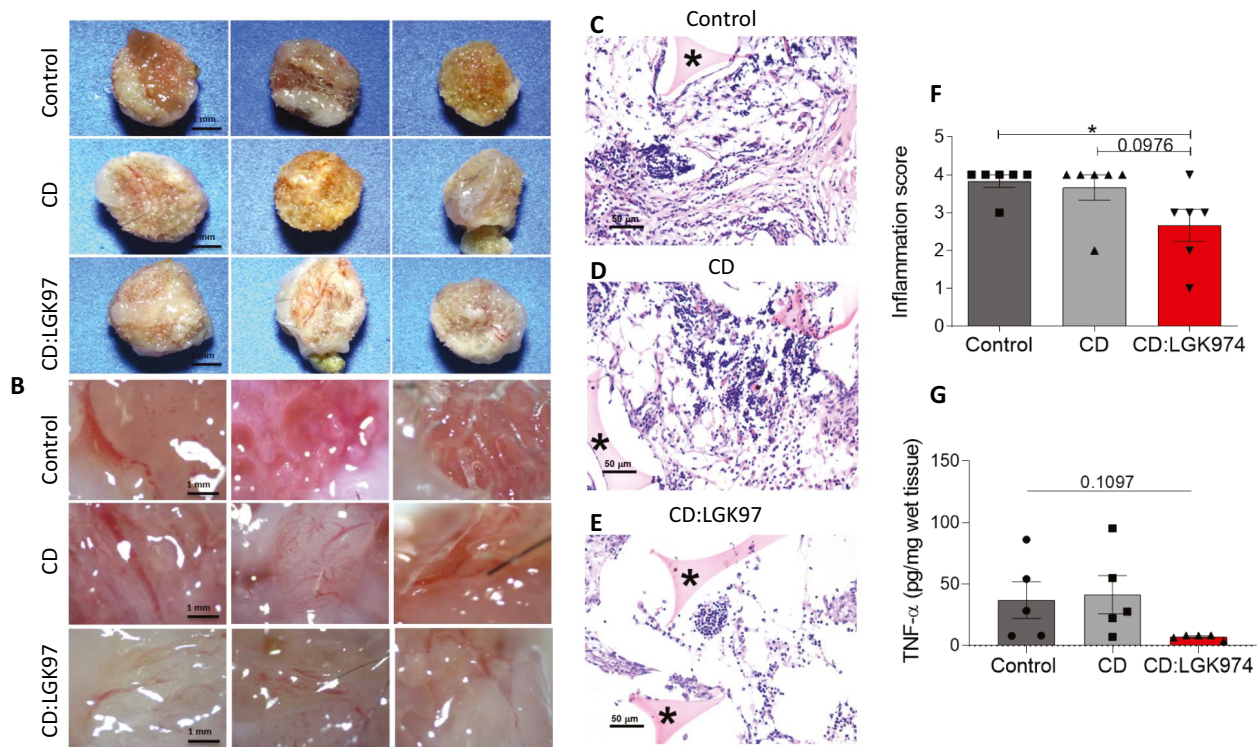 Control
1 mm
CD
mm
CD:LGK97
mm
B
Control
1 mm
CD
1 mm
CD:LGK97
1 mm
C
Control
*
50 µm
D
CD
*
50 µm
E
CD:LGK97
*
*
50 µm
F
Inflammation score
5
4
3
2
1
0
*
0.0976
Control CD CD:LGK974
G
TNF-α (pg/mg wet tissue)
150
100
50
0
0.1097
Control CD CD:LGK974